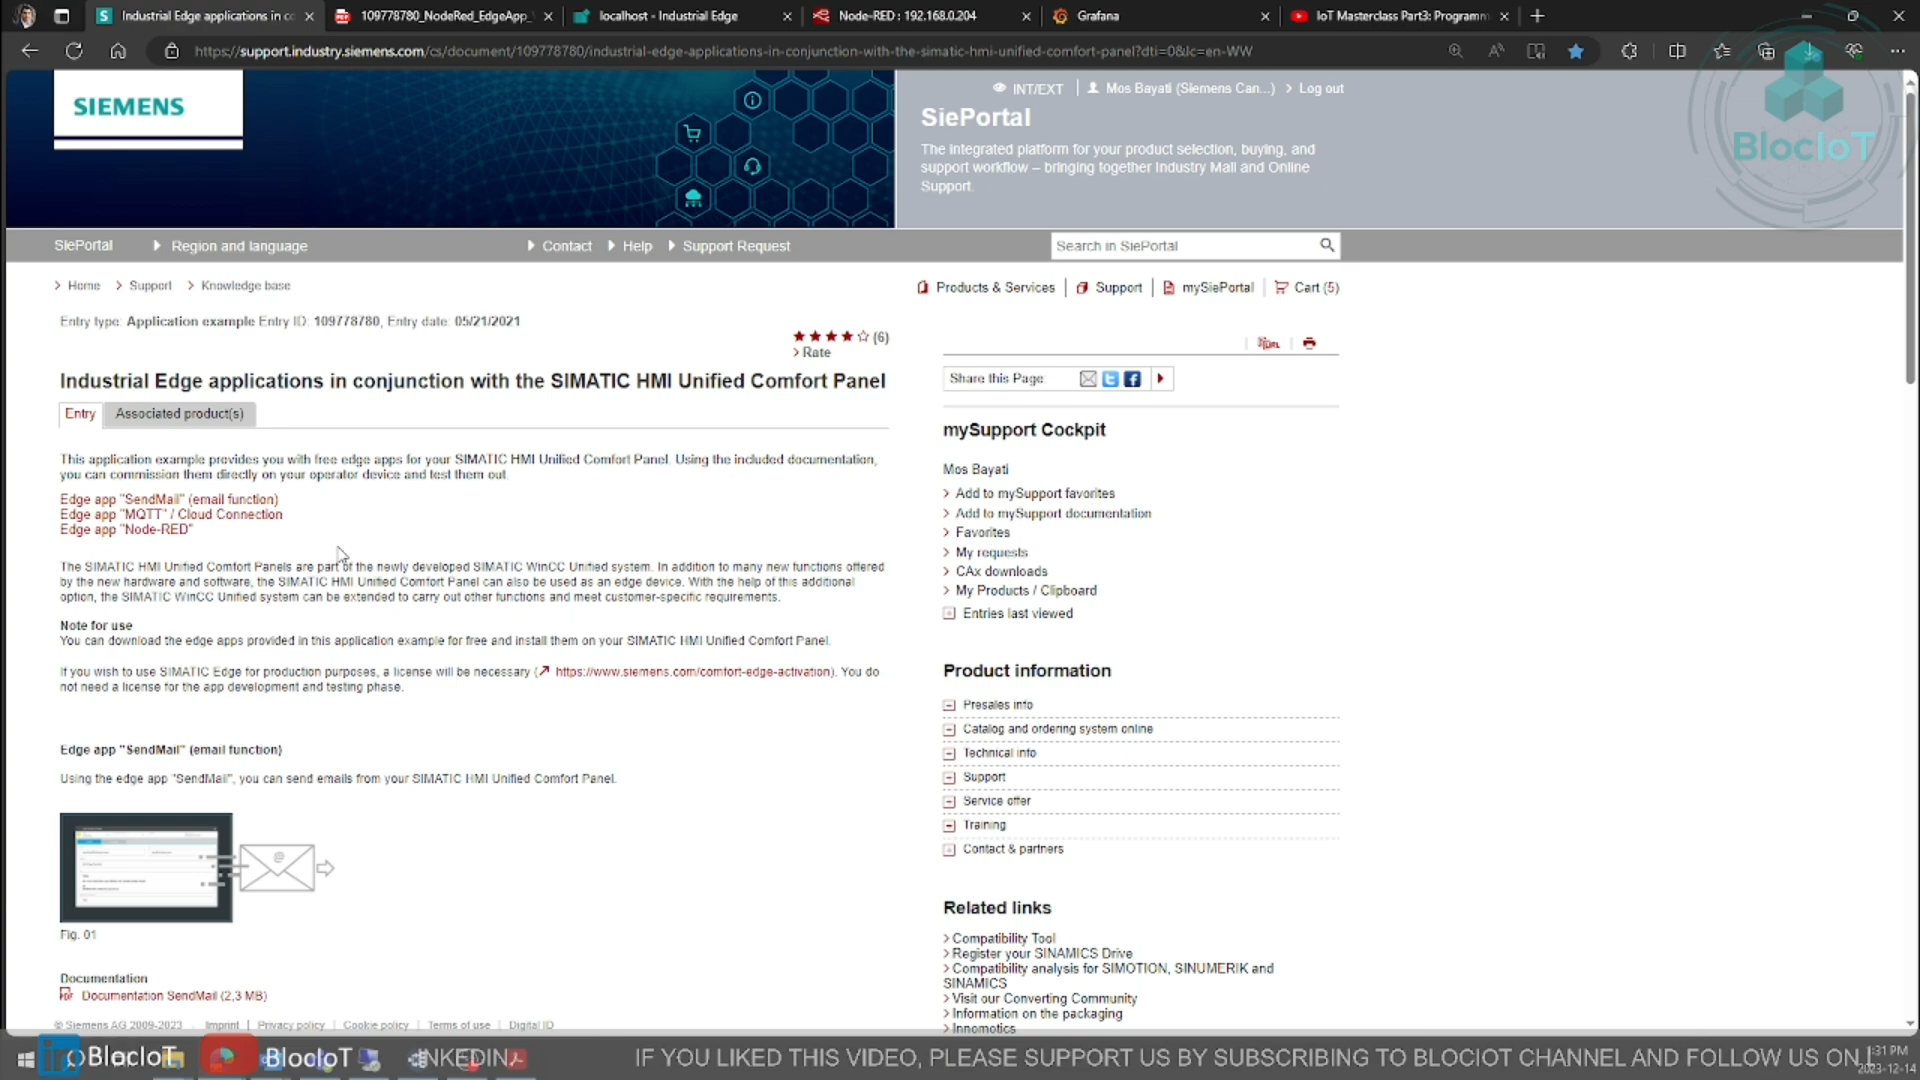 Industrial Edge applications in co
109778780_NodeRed_EdgeApp_
localhost - Industrial Edge
Node-RED : 192.168.0.204
Grafana
IoT Masterclass Part3: Programm
https://support.industry.siemens.com/cs/document/109778780/industrial-edge-applications-in-conjunction-with-the-simatic-hmi-unified-comfort-panel?dti=0&lc=en-WW
SIEMENS
INT/EXT
Mos Bayati (Siemens Can...)
Log out
SiePortal
The integrated platform for your product selection, buying, and
support workflow – bringing together Industry Mall and Online
Support.
BlocIoT
SiePortal
Region and language
Contact
Help
Support Request
Search in SiePortal
Home
Support
Knowledge base
Products & Services
Support
mySiePortal
Cart (5)
Entry type: Application example Entry ID: 109778780, Entry date: 05/21/2021
(6)
Rate
Industrial Edge applications in conjunction with the SIMATIC HMI Unified Comfort Panel
Share this Page:
Entry
Associated product(s)
This application example provides you with free edge apps for your SIMATIC HMI Unified Comfort Panel. Using the included documentation,
you can commission them directly on your operator device and test them out.
Edge app "SendMail" (email function)
Edge app "MQTT" / Cloud Connection
Edge app "Node-RED"
The SIMATIC HMI Unified Comfort Panels are part of the newly developed SIMATIC WinCC Unified system. In addition to many new functions offered
by the new hardware and software, the SIMATIC HMI Unified Comfort Panel can also be used as an edge device. With the help of this additional
option, the SIMATIC WinCC Unified system can be extended to carry out other functions and meet customer-specific requirements.
Note for use
You can download the edge apps provided in this application example for free and install them on your SIMATIC HMI Unified Comfort Panel.
If you wish to use SIMATIC Edge for production purposes, a license will be necessary ( https://www.siemens.com/comfort-edge-activation). You do
not need a license for the app development and testing phase.
Edge app "SendMail" (email function)
Using the edge app "SendMail", you can send emails from your SIMATIC HMI Unified Comfort Panel.
@
Fig. 01
Documentation
Documentation SendMail (2,3 MB)
© Siemens AG 2009-2023
Imprint
Privacy policy
Cookie policy
Terms of use
Digital ID
mySupport Cockpit
Mos Bayati
Add to mySupport favorites
Add to mySupport documentation
Favorites
My requests
CAx downloads
My Products / Clipboard
Entries last viewed
Product information
Presales info
Catalog and ordering system online
Technical info
Support
Service offer
Training
Contact & partners
Related links
Compatibility Tool
Register your SINAMICS Drive
Compatibility analysis for SIMOTION, SINUMERIK and
SINAMICS
Visit our Converting Community
Information on the packaging
Innomotics
BlocIoT
BlocIoT
INKEDIN
IF YOU LIKED THIS VIDEO, PLEASE SUPPORT US BY SUBSCRIBING TO BLOCIOT CHANNEL AND FOLLOW US ON L
1:31 PM
2023-12-14